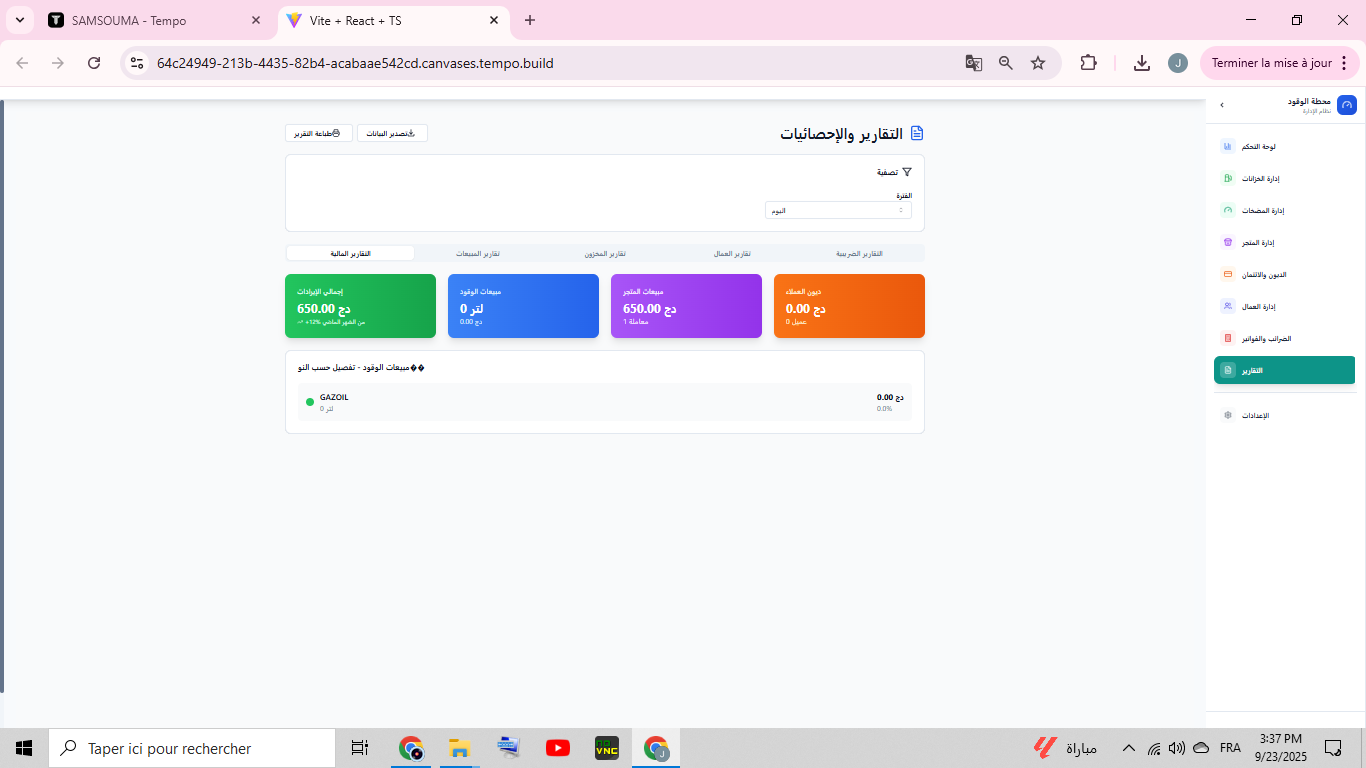 SAMSOUMA - Tempo
Vite + React + TS
64c24949-213b-4435-82b4-acabaae542cd.canvases.tempo.build
J
Terminer la mise à jour
محطة الوقود
نظام الإدارة
لوحة التحكم
إدارة الخزانات
إدارة المضخات
إدارة المتجر
الديون والائتمان
إدارة العمال
الضرائب والفواتير
التقارير
الإعدادات
التقارير والإحصائيات
تصدير البيانات
طباعة التقرير
تصفية
الفترة
اليوم
التقارير الضريبية
تقارير العمال
تقارير المخزون
تقارير المبيعات
التقارير المالية
ديون العملاء
دج 0.00
عميل 0
مبيعات المتجر
دج 650.00
معاملة 1
مبيعات الوقود
لتر 0
دج 0.00
إجمالي الإيرادات
دج 650.00
من الشهر الماضي %12+
��مبيعات الوقود - تفصيل حسب النو
GAZOIL
لتر 0
دج 0.00
0.0%
Taper ici pour rechercher
VNC
J
مباراة
FRA
3:37 PM
9/23/2025